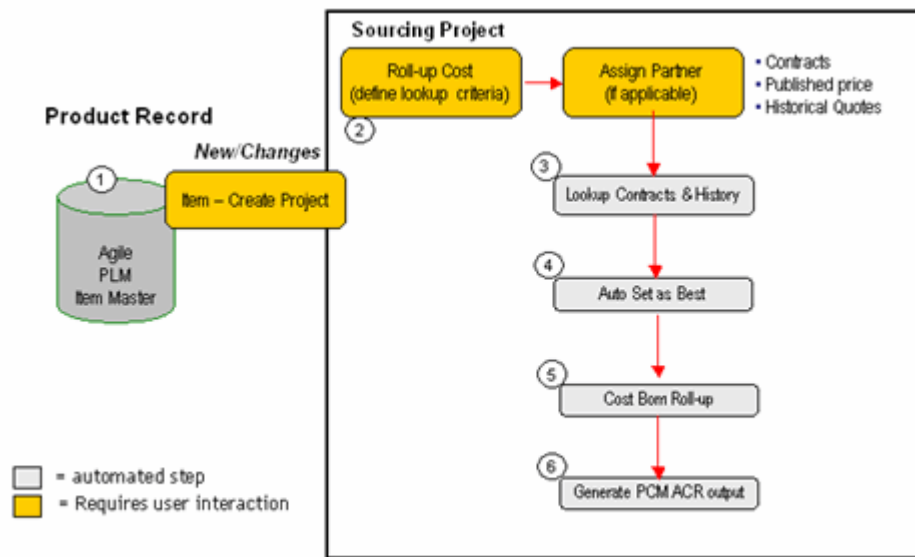 Sourcing Project
Roll-up Cost
(define lookup criteria)
2
Assign Partner
(if applicable)
• Contracts
• Published price
• Historical Quotes
Product Record
New/Changes
1
Item – Create Project
Agile
PLM
Item Master
3
Lookup Contracts & History
4
Auto Set as Best
5
Cost Bom Roll-up
6
Generate PCM ACR output
= automated step
= Requires user interaction